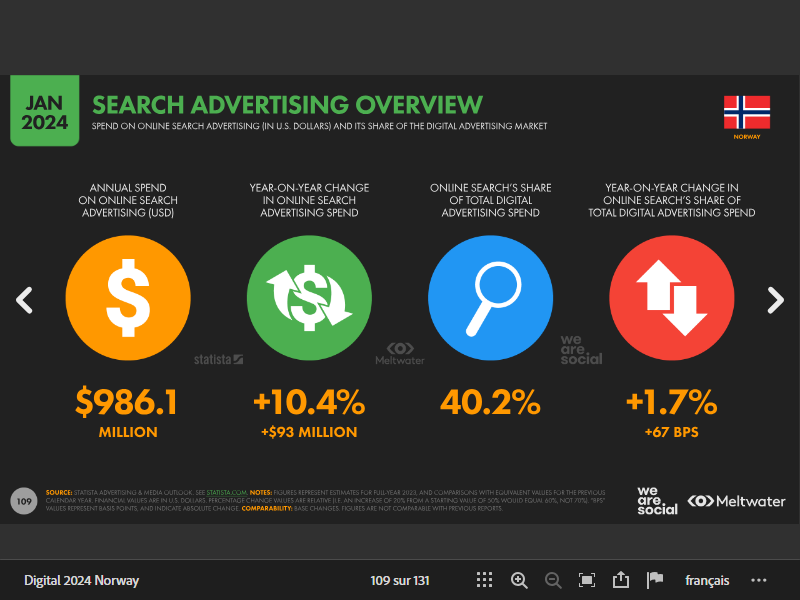 JAN
2024
SEARCH ADVERTISING OVERVIEW
SPEND ON ONLINE SEARCH ADVERTISING (IN U.S. DOLLARS) AND ITS SHARE OF THE DIGITAL ADVERTISING MARKET
NORWAY
ANNUAL SPEND
ON ONLINE SEARCH
ADVERTISING (USD)
YEAR-ON-YEAR CHANGE
IN ONLINE SEARCH
ADVERTISING SPEND
ONLINE SEARCH'S SHARE
OF TOTAL DIGITAL
ADVERTISING SPEND
YEAR-ON-YEAR CHANGE IN
ONLINE SEARCH'S SHARE OF
TOTAL DIGITAL ADVERTISING SPEND
$
$
statista
Meltwater
we
are.
social
$986.1
MILLION
+10.4%
+$93 MILLION
40.2%
+1.7%
+67 BPS
109
SOURCE: STATISTA ADVERTISING & MEDIA OUTLOOK. SEE STATISTA.COM. NOTES: FIGURES REPRESENT ESTIMATES FOR FULL-YEAR 2023, AND COMPARISONS WITH EQUIVALENT VALUES FOR THE PREVIOUS
CALENDAR YEAR. FINANCIAL VALUES ARE IN U.S. DOLLARS. PERCENTAGE CHANGE VALUES ARE RELATIVE (I.E. AN INCREASE OF 20% FROM A STARTING VALUE OF 50% WOULD EQUAL 60%, NOT 70%). "BPS"
VALUES REPRESENT BASIS POINTS, AND INDICATE ABSOLUTE CHANGE. COMPARABILITY: BASE CHANGES. FIGURES ARE NOT COMPARABLE WITH PREVIOUS REPORTS.
we
are.
social
Meltwater
Digital 2024 Norway
109 sur 131
français